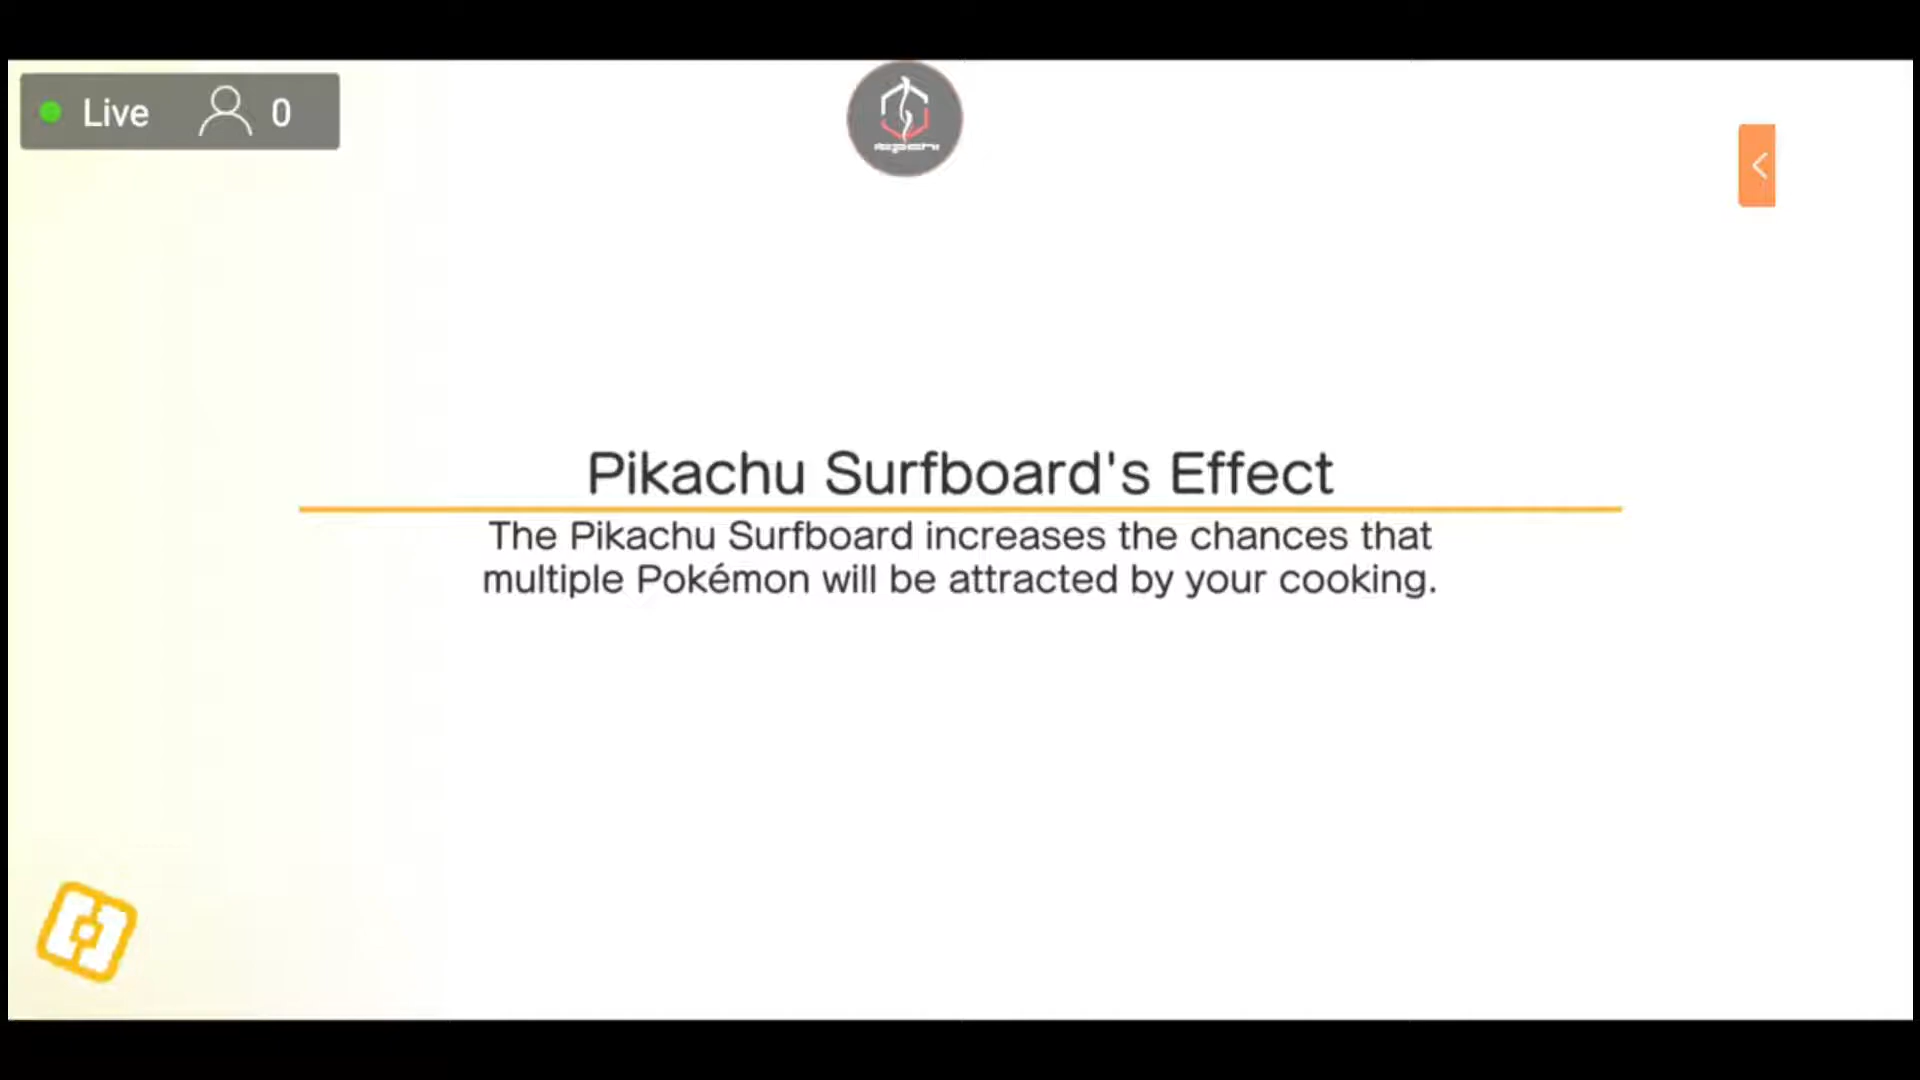 Live 0
Pikachu Surfboard's Effect
The Pikachu Surfboard increases the chances that
multiple Pokémon will be attracted by your cooking.